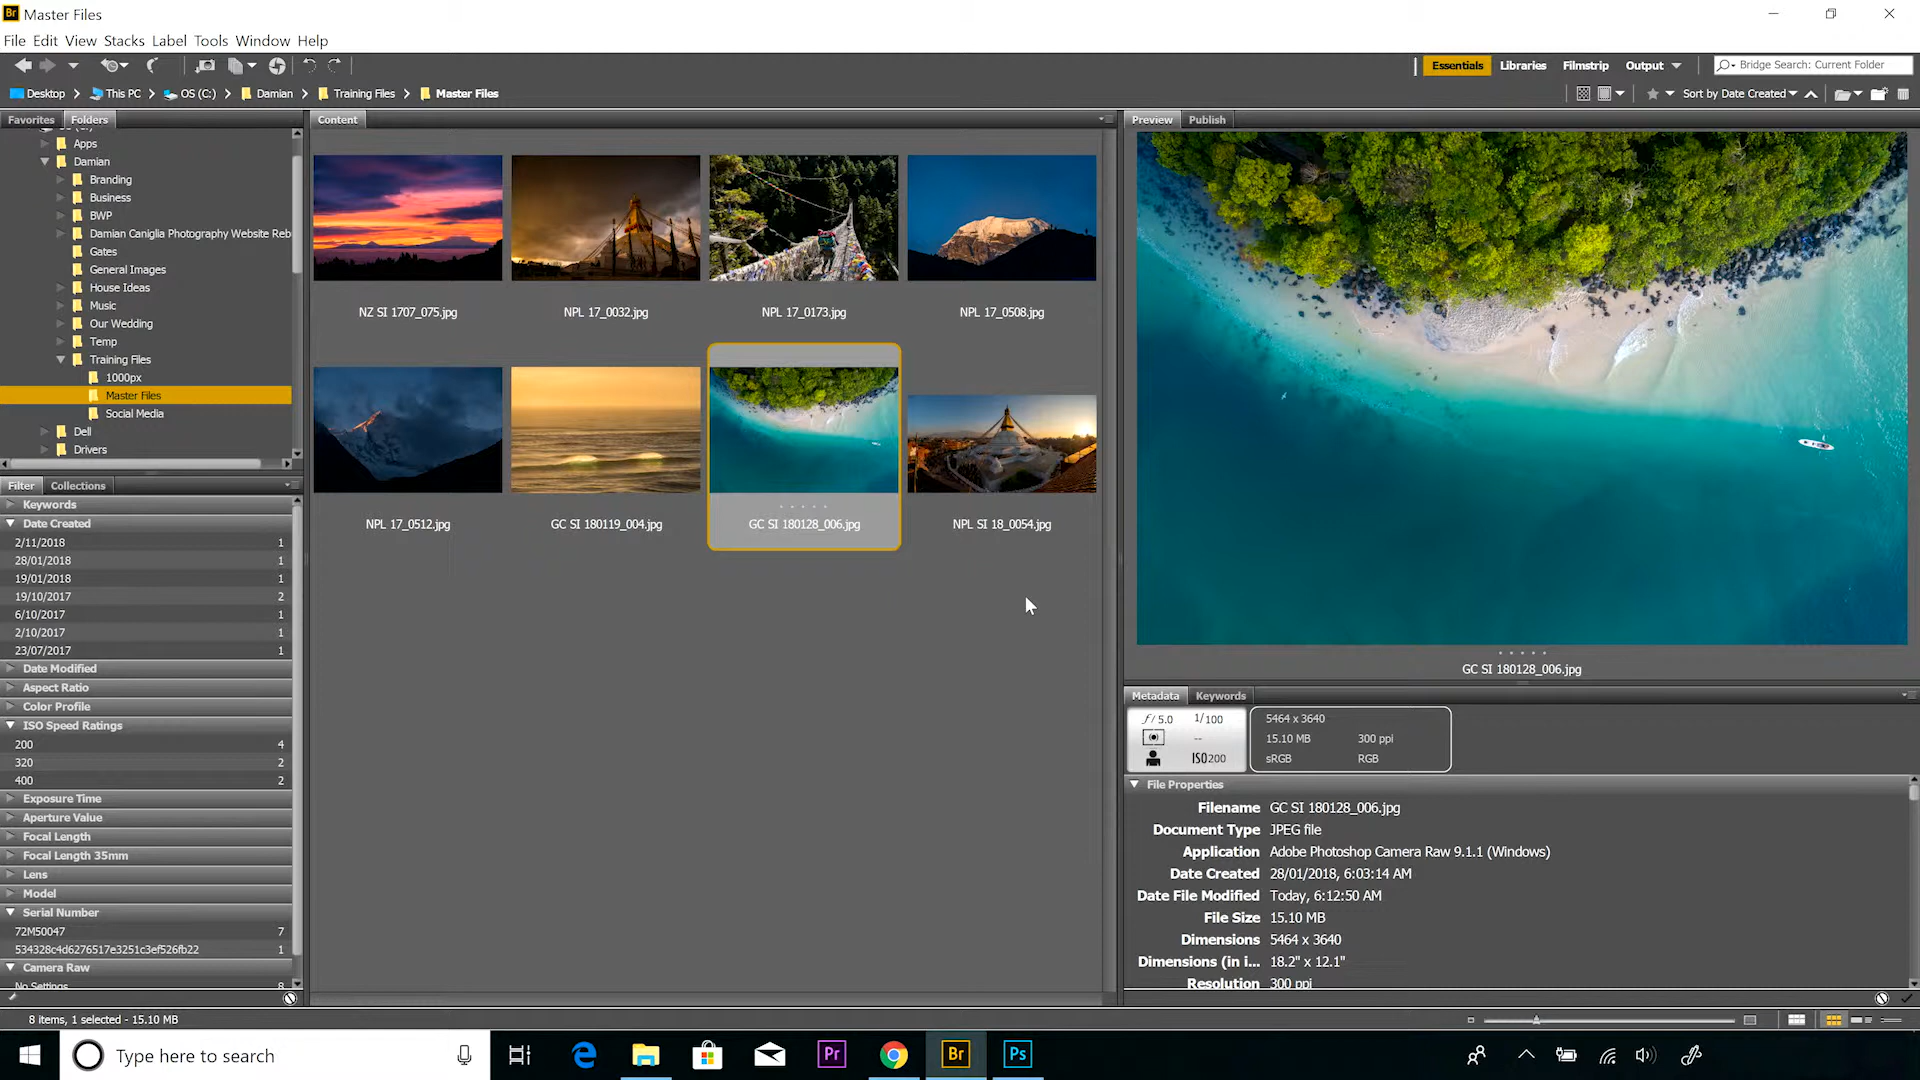 Br Master Files
File Edit View Stacks Label Tools Window Help
Essentials Libraries Filmstrip Output Bridge Search: Current Folder
Desktop This PC OS (C:) Damian Training Files Master Files Sort by Date Created
Favorites Folders
Apps
Damian
Branding
Business
BWP
Damian Caniglia Photography Website Reb
Gates
General Images
House Ideas
Music
Our Wedding
Temp
Training Files
1000px
Master Files
Social Media
Dell
Drivers
Filter Collections
Keywords
Date Created
2/11/2018 1
28/01/2018 1
19/01/2018 1
19/10/2017 2
6/10/2017 1
2/10/2017 1
23/07/2017 1
Date Modified
Aspect Ratio
Color Profile
ISO Speed Ratings
200 4
320 2
400 2
Exposure Time
Aperture Value
Focal Length
Focal Length 35mm
Lens
Model
Serial Number
72M50047 7
534328c4d6276517e3251c3ef526fb22 1
Camera Raw
No Settings 8
Content
NZ SI 1707_075.jpg NPL 17_0032.jpg NPL 17_0173.jpg NPL 17_0508.jpg
NPL 17_0512.jpg GC SI 180119_004.jpg GC SI 180128_006.jpg NPL SI 18_0054.jpg
Preview Publish
GC SI 180128_006.jpg
Metadata Keywords
f/ 5.0 1/100 5464 x 3640
-- 15.10 MB 300 ppi
ISO200 sRGB RGB
File Properties
Filename GC SI 180128_006.jpg
Document Type JPEG file
Application Adobe Photoshop Camera Raw 9.1.1 (Windows)
Date Created 28/01/2018, 6:03:14 AM
Date File Modified Today, 6:12:50 AM
File Size 15.10 MB
Dimensions 5464 x 3640
Dimensions (in i... 18.2" x 12.1"
Resolution 300 ppi
8 items, 1 selected - 15.10 MB
Type here to search Pr Br Ps